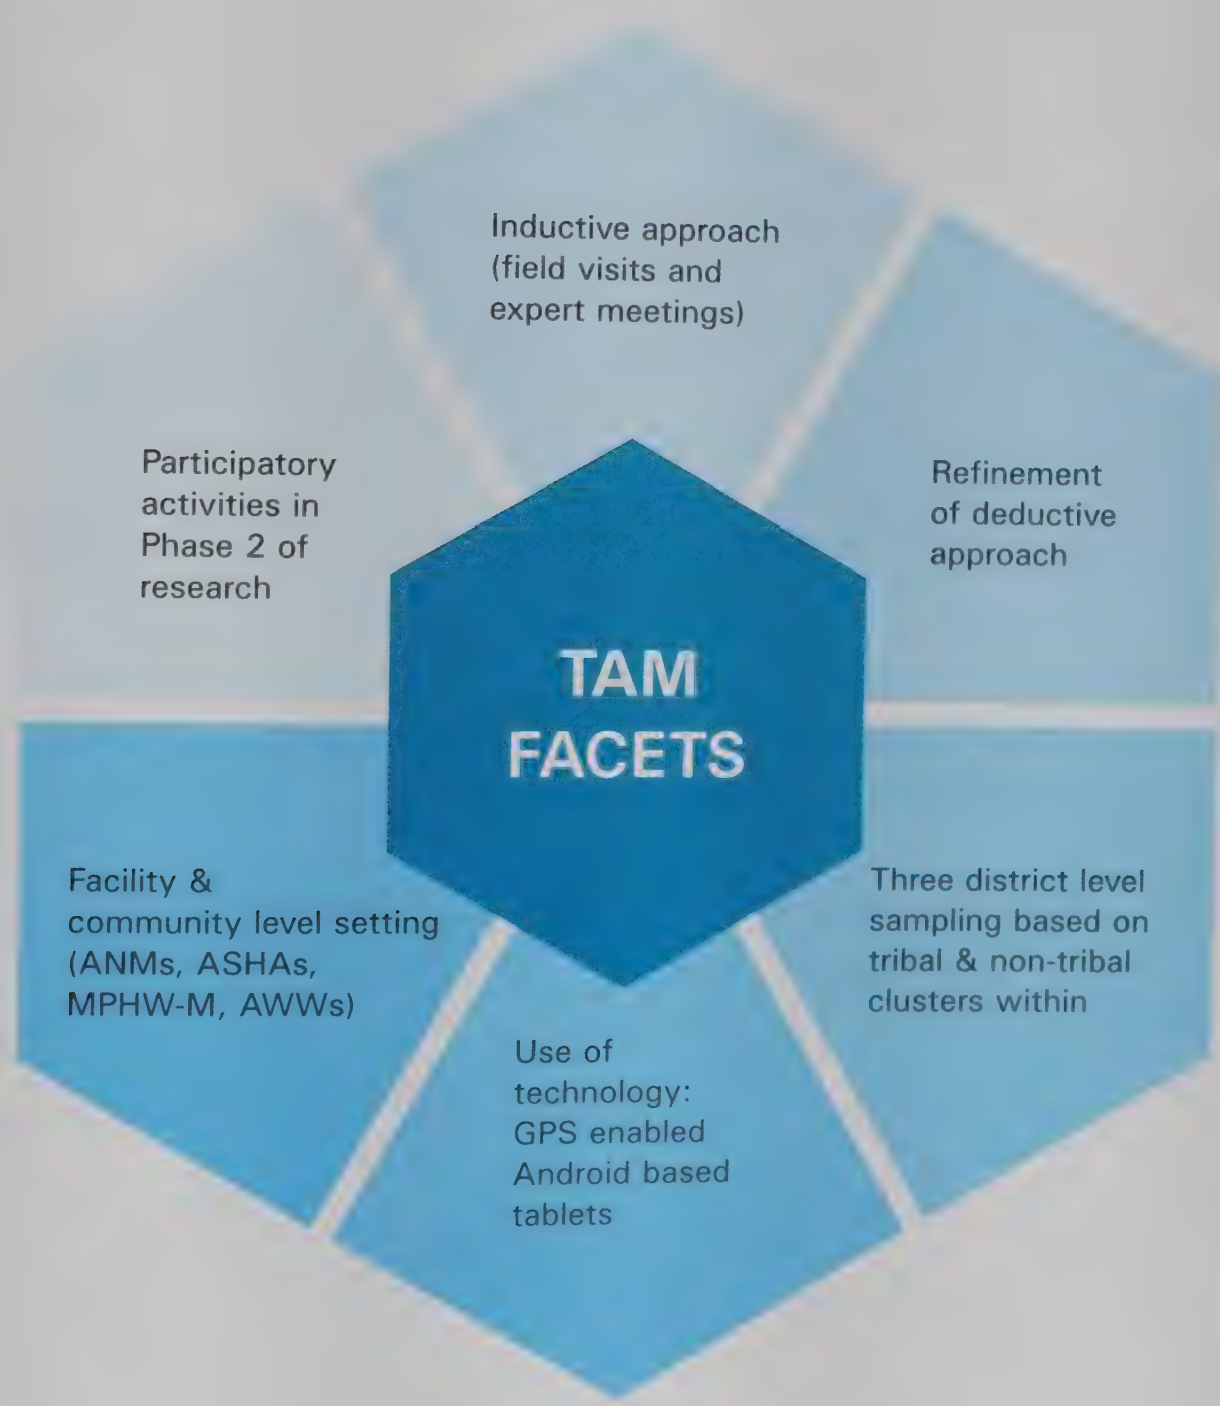 Inductive approach
(field visits and
expert meetings)
Refinement
of deductive
approach
Three district level
sampling based on
tribal & non-tribal
clusters within
Use of
technology:
GPS enabled
Android based
tablets
Facility &
community level setting
(ANMs, ASHAs,
MPHW-M, AWWs)
Participatory
activities in
Phase 2 of
research
TAM
FACETS